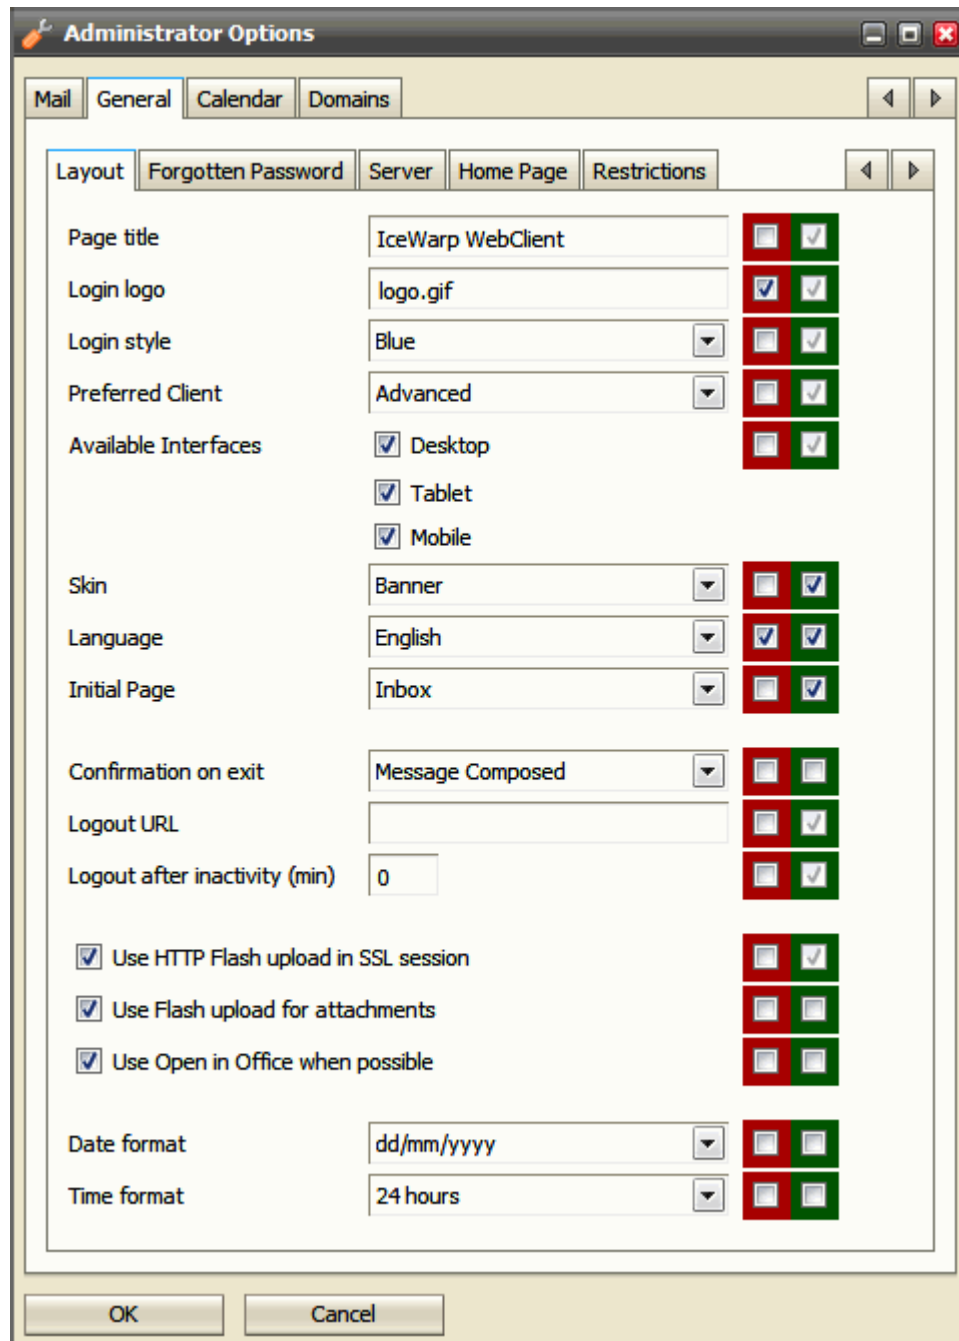 Administrator Options
Mail General Calendar Domains
Layout Forgotten Password Server Home Page Restrictions
Page title IceWarp WebClient
Login logo logo.gif
Login style Blue
Preferred Client Advanced
Available Interfaces Desktop
Tablet
Mobile
Skin Banner
Language English
Initial Page Inbox
Confirmation on exit Message Composed
Logout URL
Logout after inactivity (min) 0
Use HTTP Flash upload in SSL session
Use Flash upload for attachments
Use Open in Office when possible
Date format dd/mm/yyyy
Time format 24 hours
OK Cancel